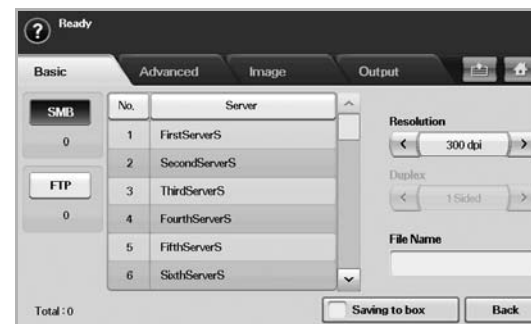 ? Ready
Basic Advanced Image Output
SMB
0
FTP
0
No. Server
1 FirstServerS
2 SecondServerS
3 ThirdServerS
4 FourthServerS
5 FifthServerS
6 SixthServerS
Resolution
< 300 dpi >
Duplex
< 1 Sided >
File Name
Total : 0
Saving to box
Back